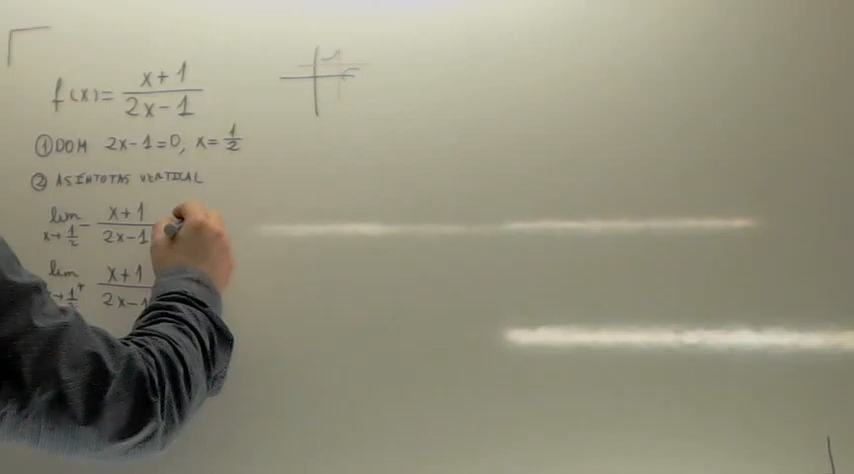 f(x)= x+1 / 2x-1
① DOM 2x-1=0, x= 1/2
② ASÍNTOTAS VERTICAL
lim x→1/2⁻ x+1 / 2x-1
lim x→1/2⁺ x+1 / 2x-1